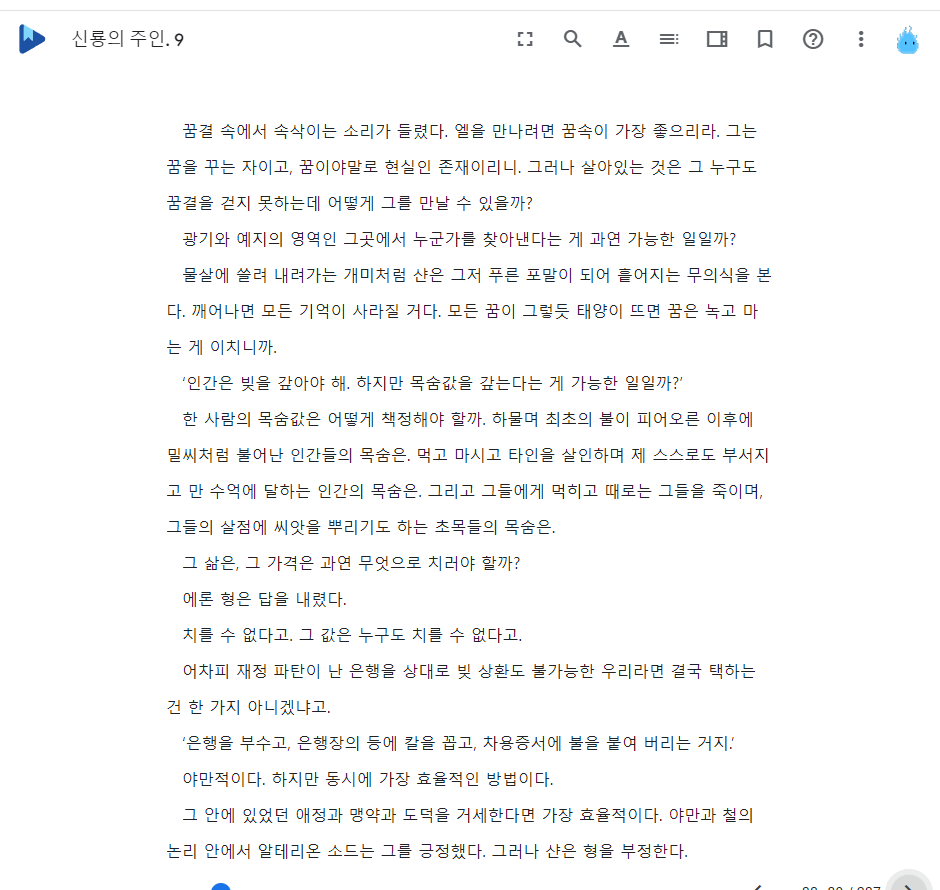 신룡의 주인. 9
꿈결 속에서 속삭이는 소리가 들렸다. 엘을 만나려면 꿈속이 가장 좋으리라. 그는
꿈을 꾸는 자이고, 꿈이야말로 현실인 존재이리니. 그러나 살아있는 것은 그 누구도
꿈결을 걷지 못하는데 어떻게 그를 만날 수 있을까?
광기와 예지의 영역인 그곳에서 누군가를 찾아낸다는 게 과연 가능한 일일까?
물살에 쓸려 내려가는 개미처럼 샨은 그저 푸른 포말이 되어 흩어지는 무의식을 본
다. 깨어나면 모든 기억이 사라질 거다. 모든 꿈이 그렇듯 태양이 뜨면 꿈은 녹고 마
는 게 이치니까.
‘인간은 빚을 갚아야 해. 하지만 목숨값을 갚는다는 게 가능한 일일까?’
한 사람의 목숨값은 어떻게 책정해야 할까. 하물며 최초의 불이 피어오른 이후에
밀씨처럼 불어난 인간들의 목숨은. 먹고 마시고 타인을 살인하며 제 스스로도 부서지
고 만 수억에 달하는 인간의 목숨은. 그리고 그들에게 먹히고 때로는 그들을 죽이며,
그들의 살점에 씨앗을 뿌리기도 하는 초목들의 목숨은.
그 삶은, 그 가격은 과연 무엇으로 치러야 할까?
에론 형은 답을 내렸다.
치를 수 없다고. 그 값은 누구도 치를 수 없다고.
어차피 재정 파탄이 난 은행을 상대로 빚 상환도 불가능한 우리라면 결국 택하는
건 한 가지 아니겠냐고.
‘은행을 부수고, 은행장의 등에 칼을 꼽고, 차용증서에 불을 붙여 버리는 거지.’
야만적이다. 하지만 동시에 가장 효율적인 방법이다.
그 안에 있었던 애정과 맹약과 도덕을 거세한다면 가장 효율적이다. 야만과 철의
논리 안에서 알테리온 소드는 그를 긍정했다. 그러나 샨은 형을 부정한다.